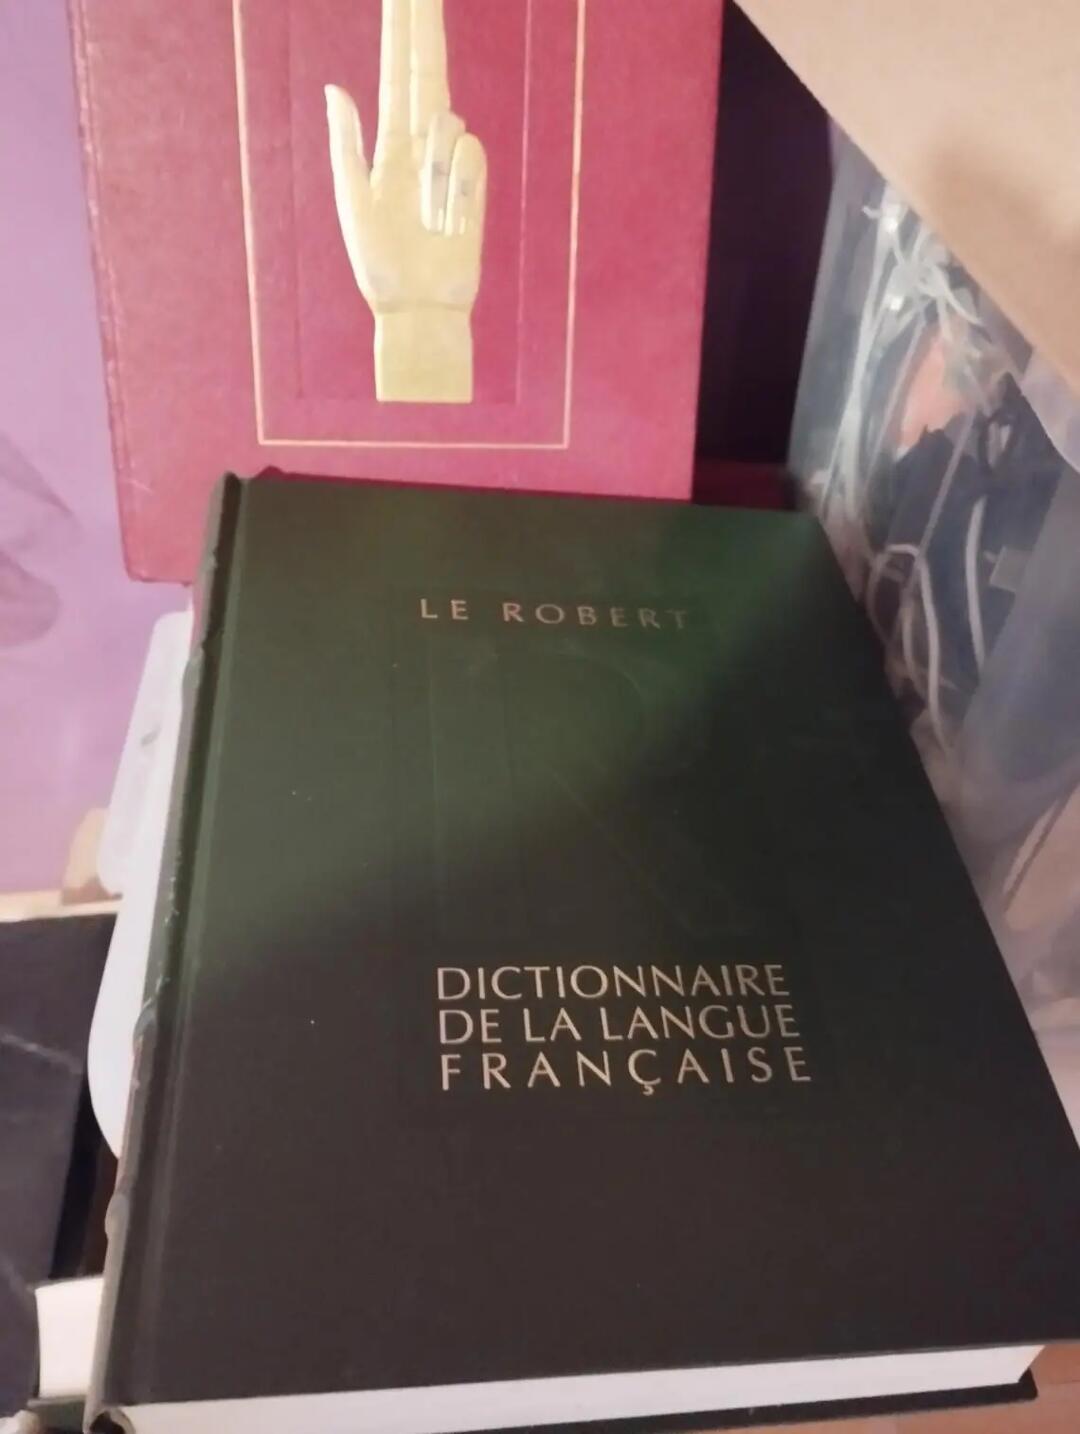 LE ROBERT
DICTIONNAIRE
DE LA LANGUE
FRANÇAISE